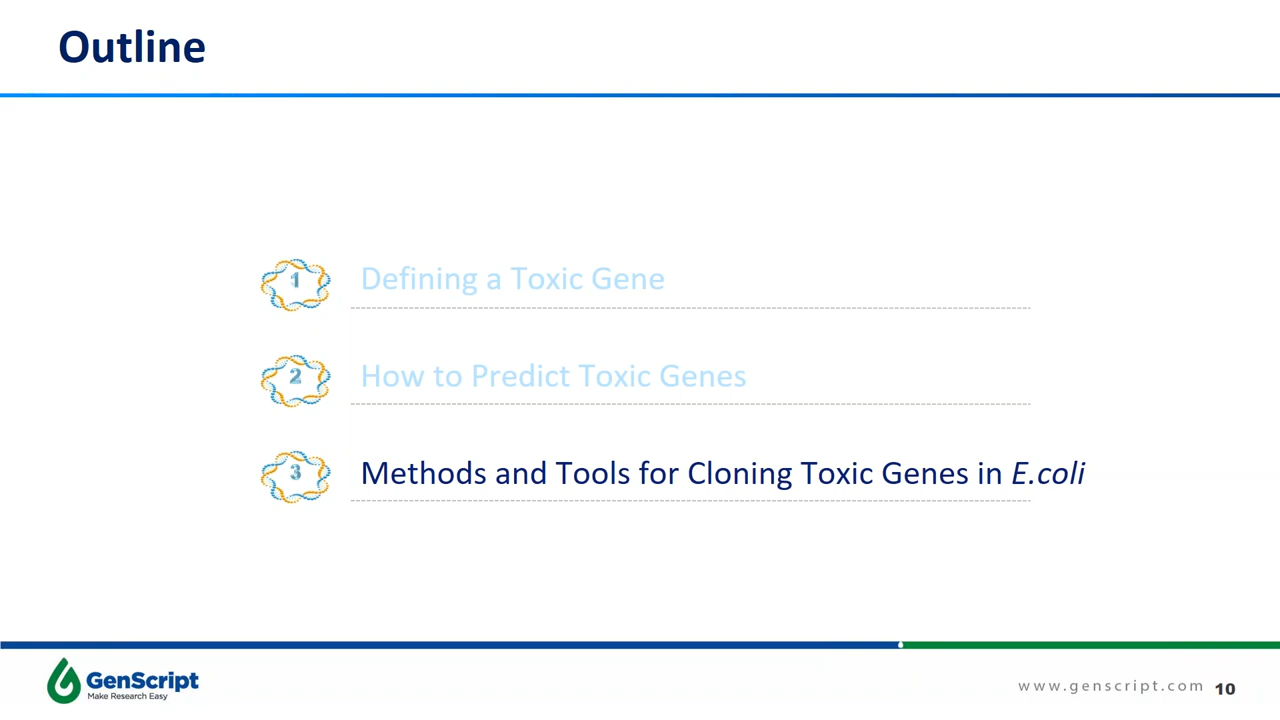 Outline
1 Defining a Toxic Gene
2 How to Predict Toxic Genes
3 Methods and Tools for Cloning Toxic Genes in E.coli
GenScript
Make Research Easy
www.genscript.com 10